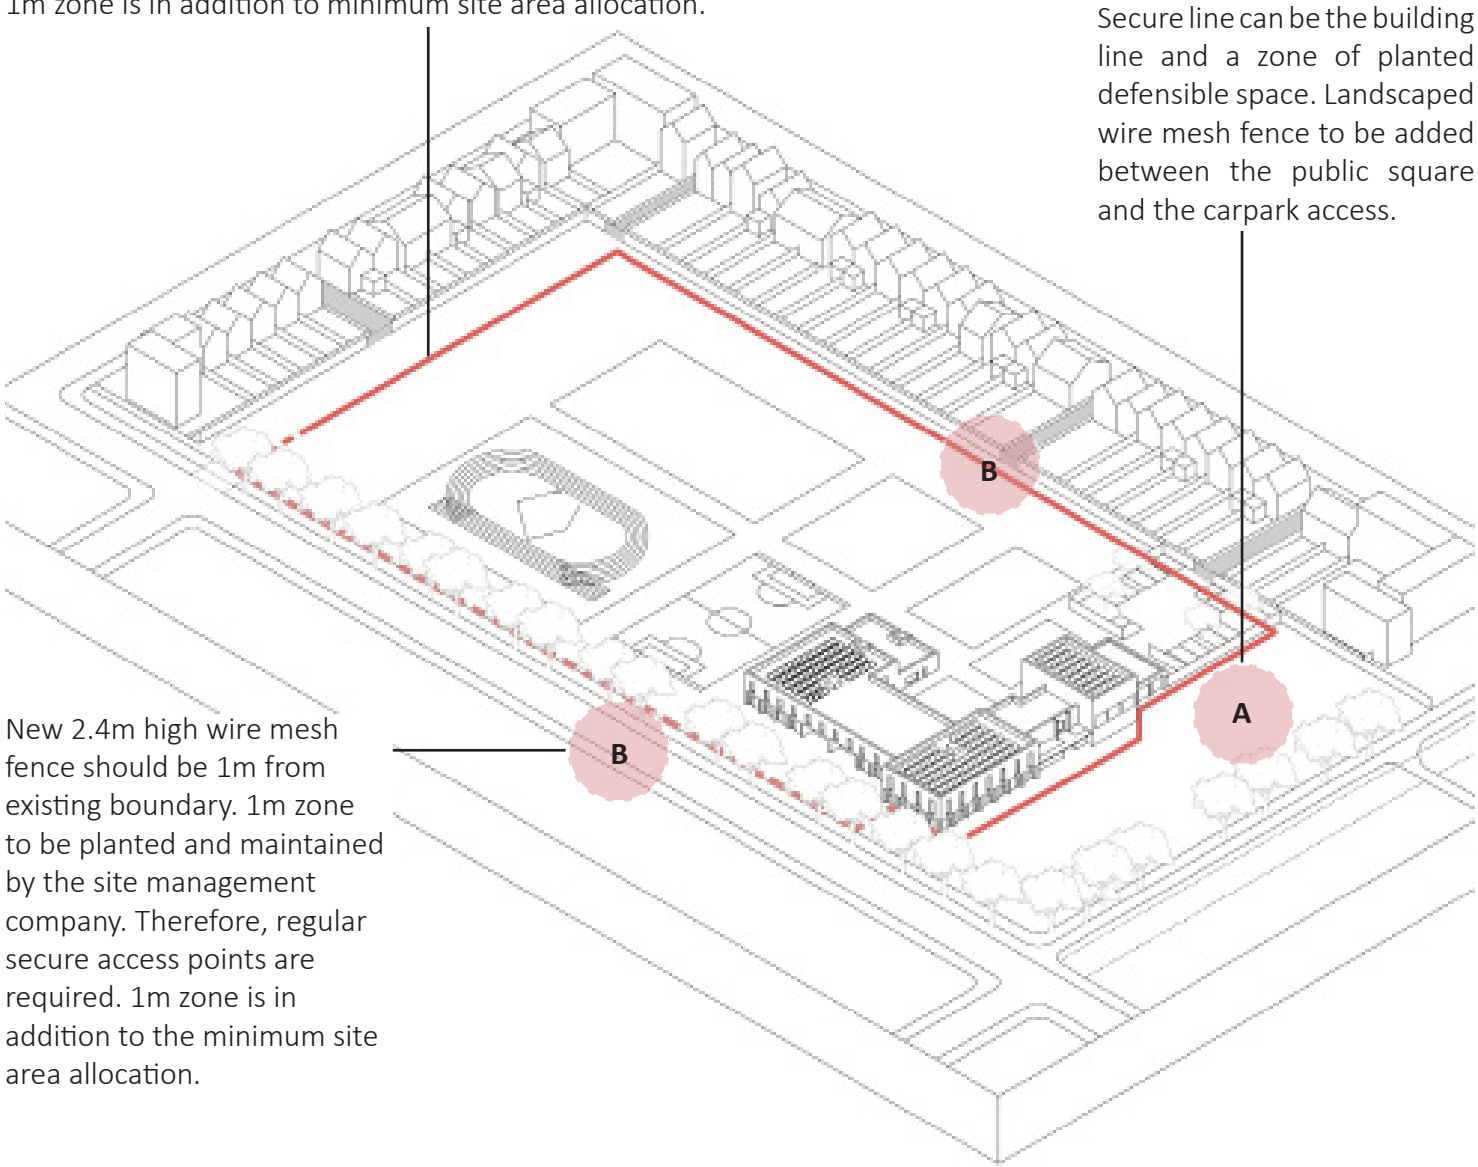 1m zone is in addition to minimum site area allocation.
Secure line can be the building
line and a zone of planted
defensible space. Landscaped
wire mesh fence to be added
between the public square
and the carpark access.
B
A
B
New 2.4m high wire mesh
fence should be 1m from
existing boundary. 1m zone
to be planted and maintained
by the site management
company. Therefore, regular
secure access points are
required. 1m zone is in
addition to the minimum site
area allocation.